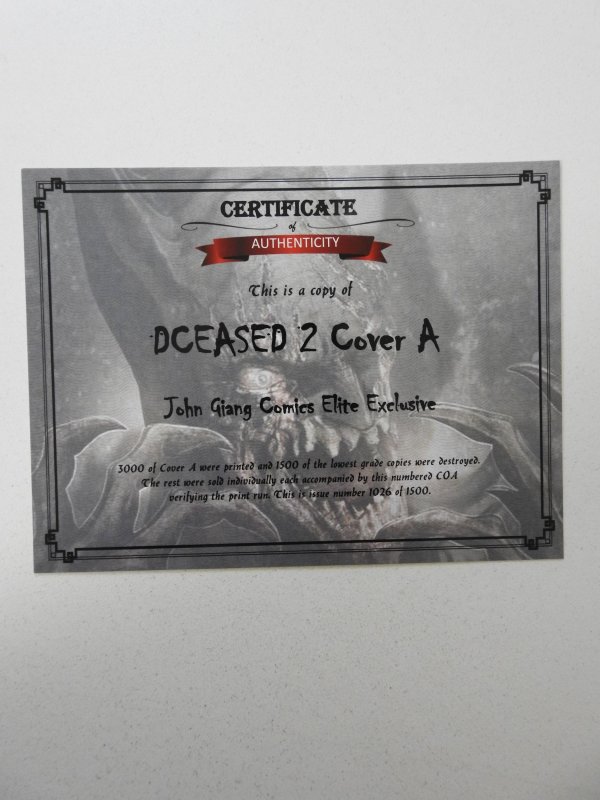 CERTIFICATE
of
AUTHENTICITY
This is a copy of
DCEASED 2 Cover A
John Giang Comics Elite Exclusive
3000 of Cover A were printed and 1500 of the lowest grade copies were destroyed.
The rest were sold individually each accompanied by this numbered COA
verifying the print run. This is issue number 1026 of 1500.